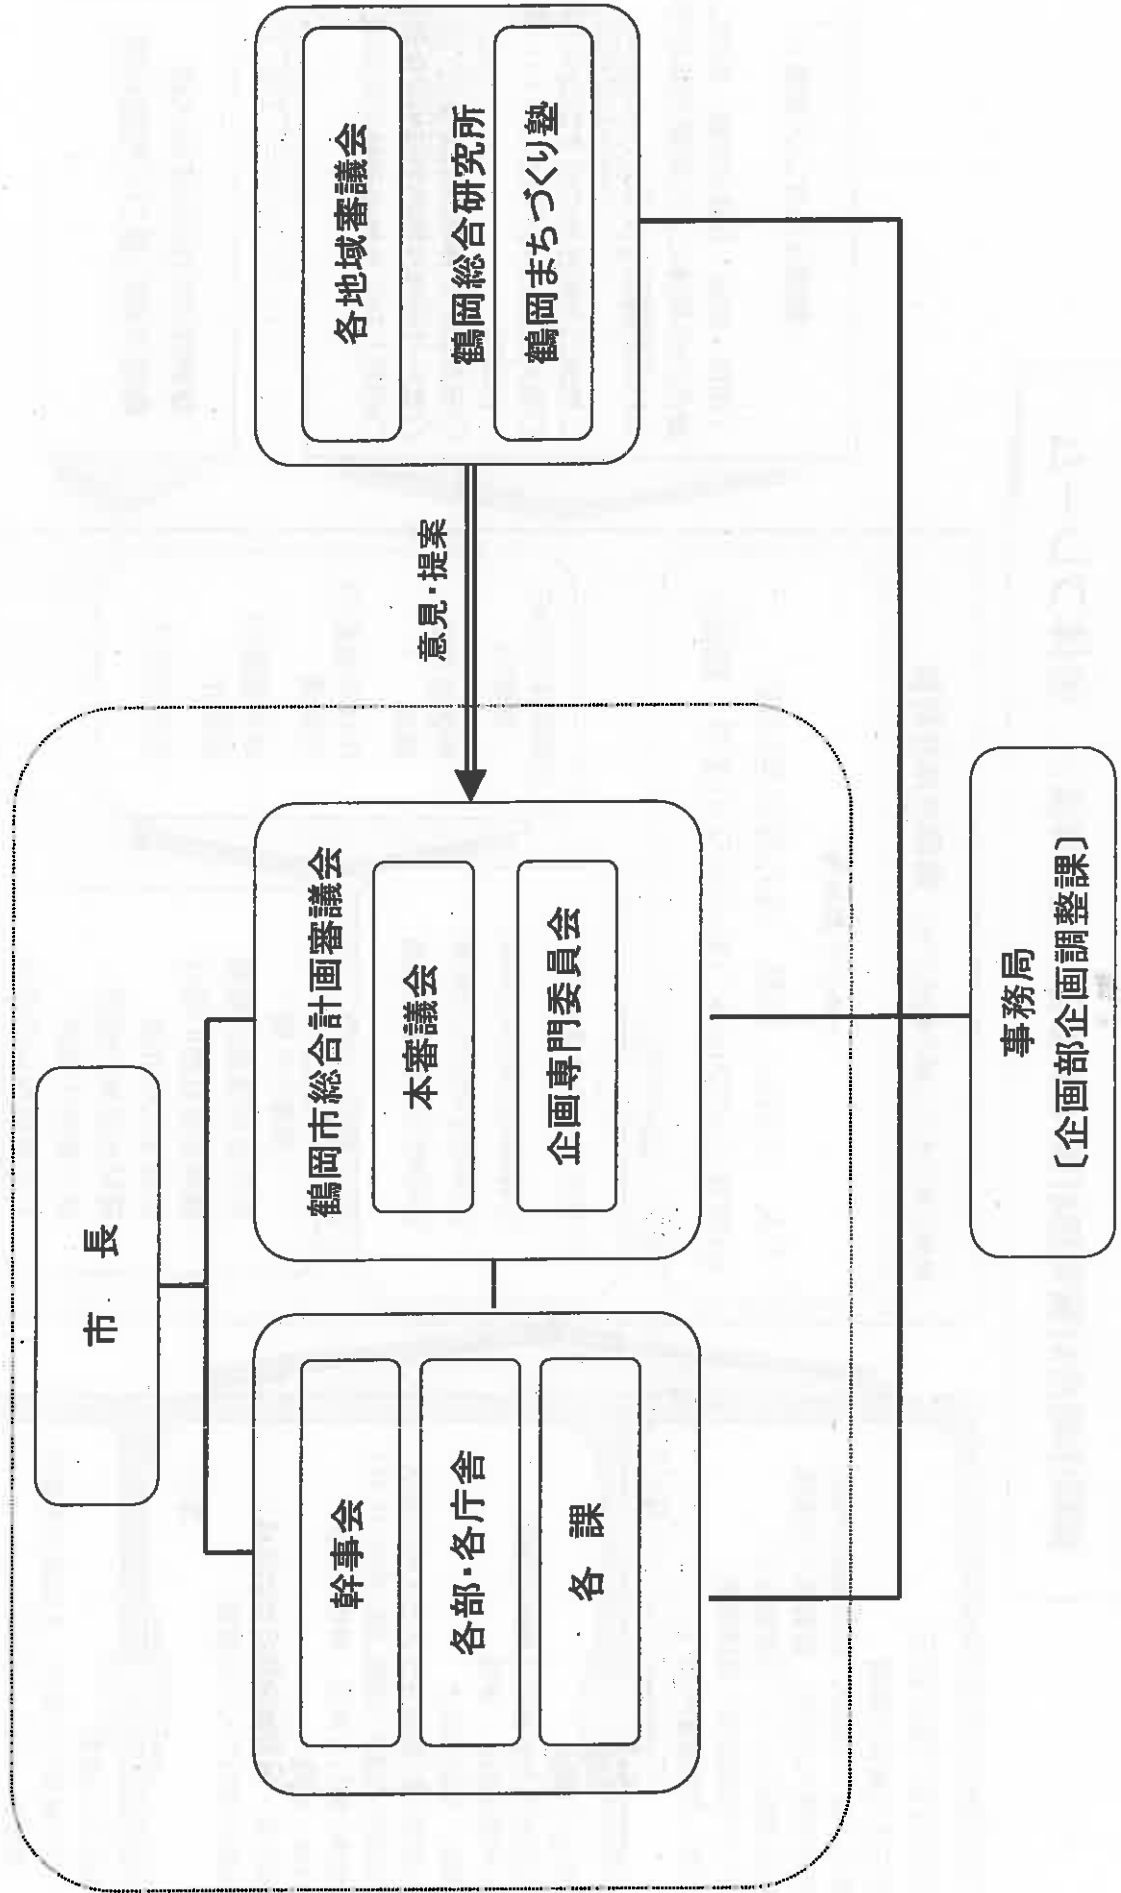 市　長
幹事会
各部・各庁舎
各　課
鶴岡市総合計画審議会
本審議会
企画専門委員会
意見・提案
各地域審議会
鶴岡総合研究所
鶴岡まちづくり塾
事務局
〔企画部企画調整課〕